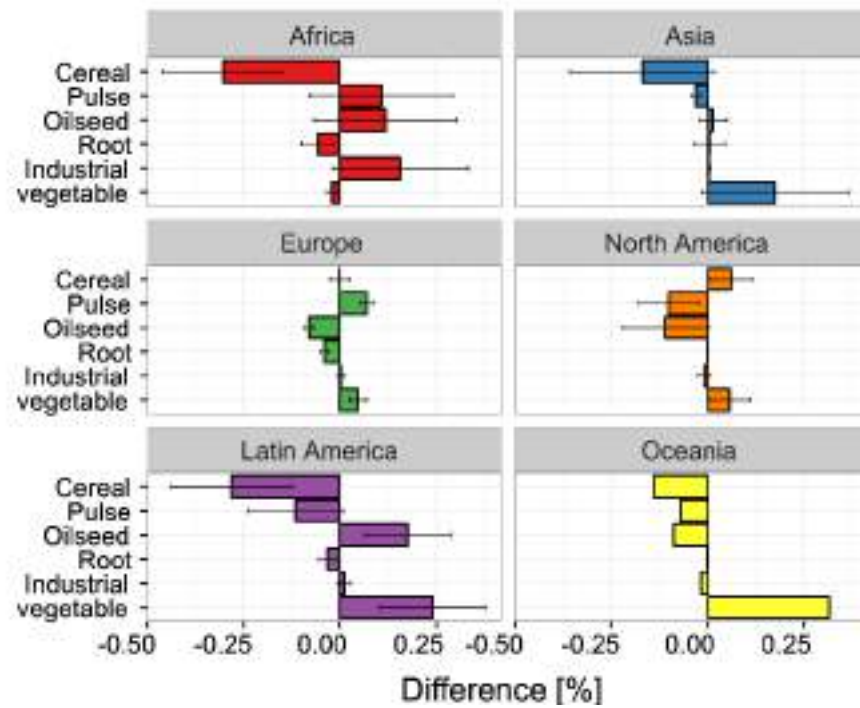 Africa Asia
Cereal
Pulse
Oilseed
Root
Industrial
vegetable
Europe North America
Cereal
Pulse
Oilseed
Root
Industrial
vegetable
Latin America Oceania
Cereal
Pulse
Oilseed
Root
Industrial
vegetable
-0.50 -0.25 0.00 0.25 -0.50 -0.25 0.00 0.25
Difference [%]